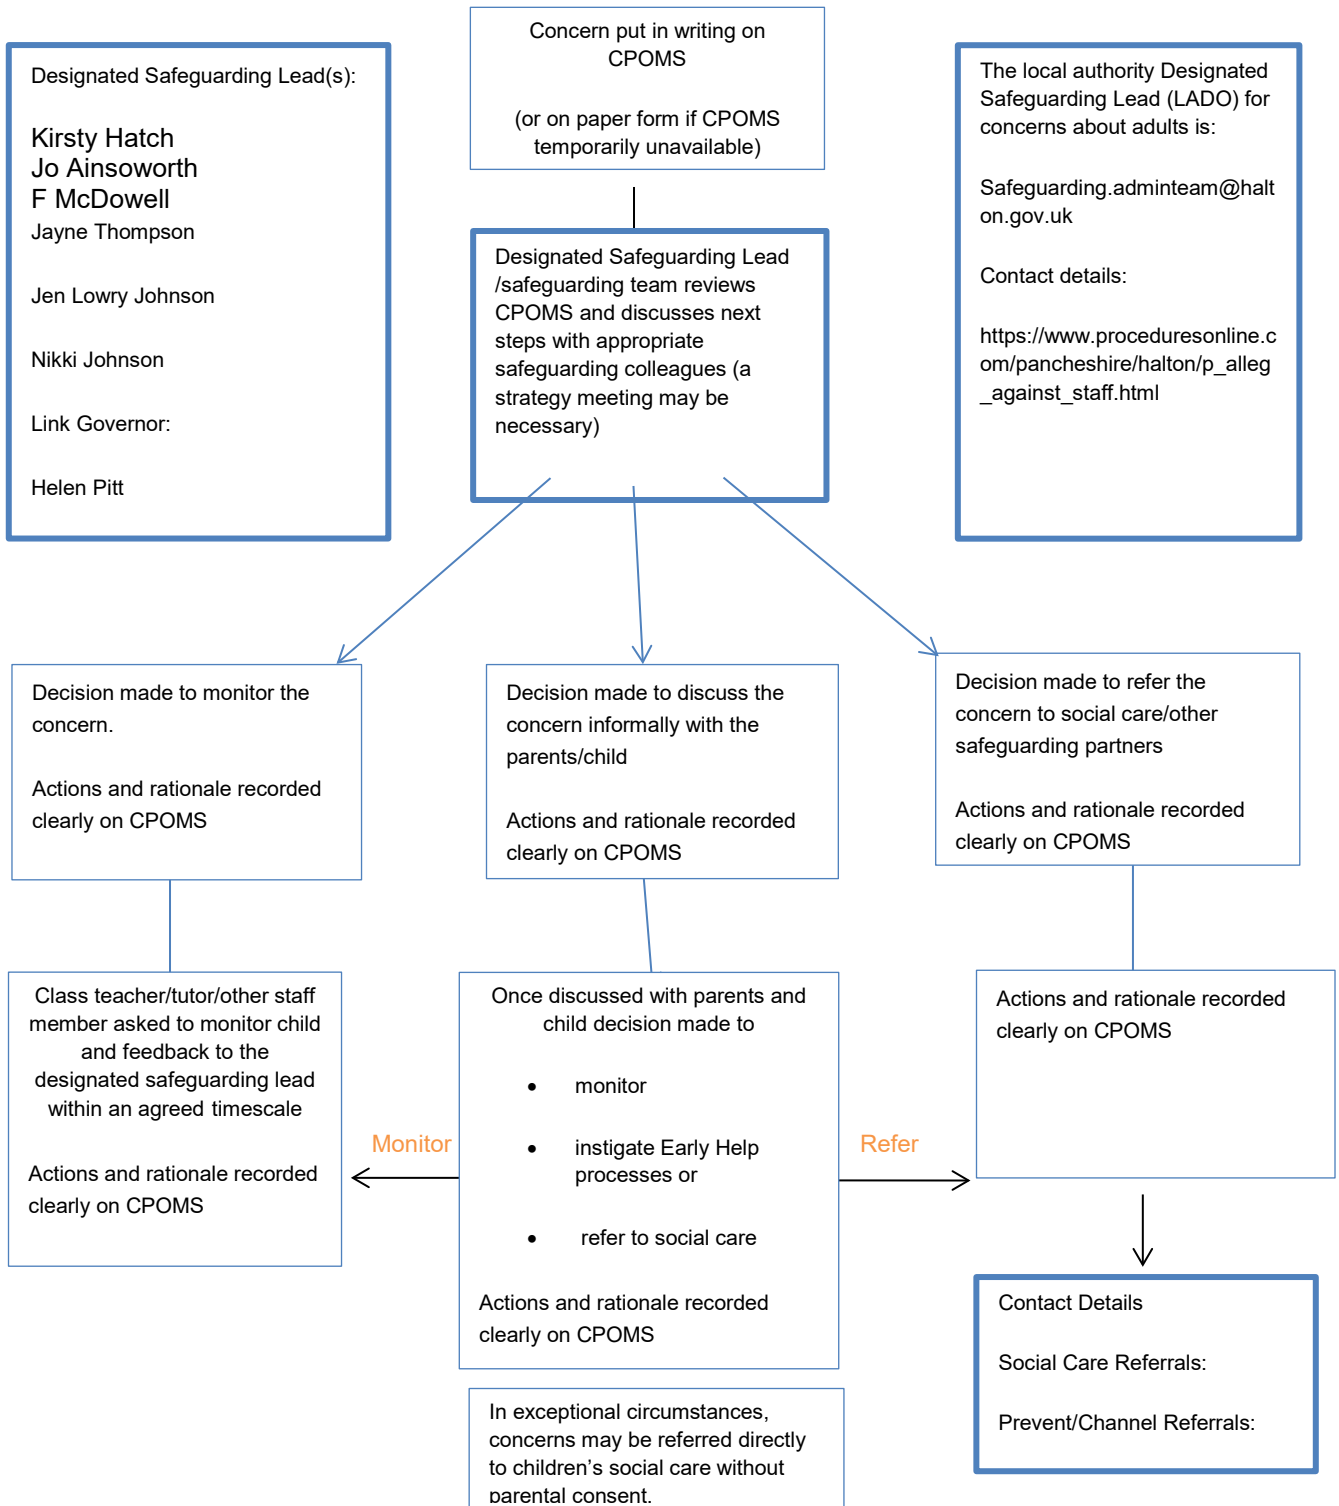 Concern put in writing on
CPOMS
(or on paper form if CPOMS
temporarily unavailable)
Designated Safeguarding Lead(s):
Kirsty Hatch
Jo Ainsoworth
F McDowell
Jayne Thompson
Jen Lowry Johnson
Nikki Johnson
Link Governor:
Helen Pitt
The local authority Designated
Safeguarding Lead (LADO) for
concerns about adults is:
Safeguarding.adminteam@halt
on.gov.uk
Contact details:
https://www.proceduresonline.c
om/pancheshire/halton/p_alleg
_against_staff.html
Designated Safeguarding Lead
/safeguarding team reviews
CPOMS and discusses next
steps with appropriate
safeguarding colleagues (a
strategy meeting may be
necessary)
Decision made to monitor the
concern.
Actions and rationale recorded
clearly on CPOMS
Decision made to discuss the
concern informally with the
parents/child
Actions and rationale recorded
clearly on CPOMS
Decision made to refer the
concern to social care/other
safeguarding partners
Actions and rationale recorded
clearly on CPOMS
Class teacher/tutor/other staff
member asked to monitor child
and feedback to the
designated safeguarding lead
within an agreed timescale
Actions and rationale recorded
clearly on CPOMS
Monitor
Once discussed with parents and
child decision made to
• monitor
• instigate Early Help
processes or
• refer to social care
Actions and rationale recorded
clearly on CPOMS
Refer
Actions and rationale recorded
clearly on CPOMS
Contact Details
Social Care Referrals:
Prevent/Channel Referrals:
In exceptional circumstances,
concerns may be referred directly
to children’s social care without
parental consent.